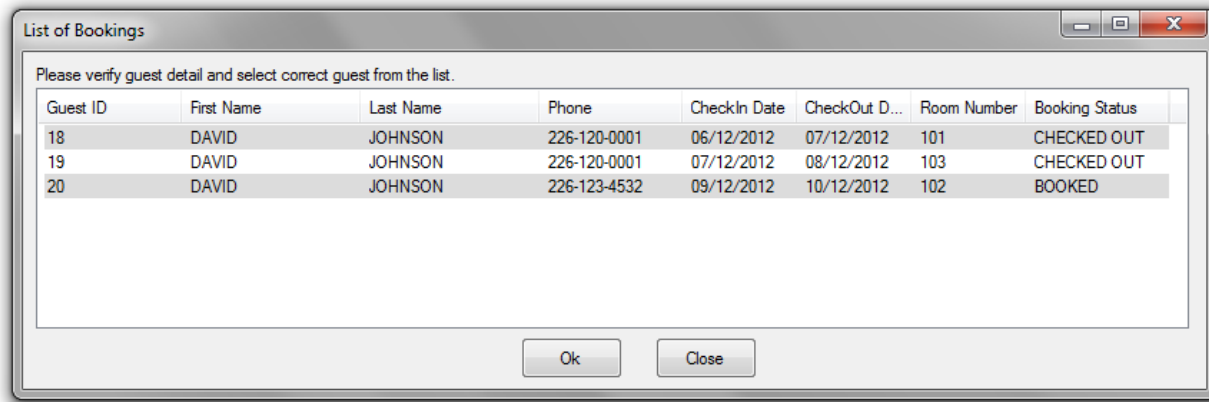 List of Bookings
Please verify guest detail and select correct guest from the list.
Guest ID First Name Last Name Phone CheckIn Date CheckOut D... Room Number Booking Status
18 DAVID JOHNSON 226-120-0001 06/12/2012 07/12/2012 101 CHECKED OUT
19 DAVID JOHNSON 226-120-0001 07/12/2012 08/12/2012 103 CHECKED OUT
20 DAVID JOHNSON 226-123-4532 09/12/2012 10/12/2012 102 BOOKED
Ok Close